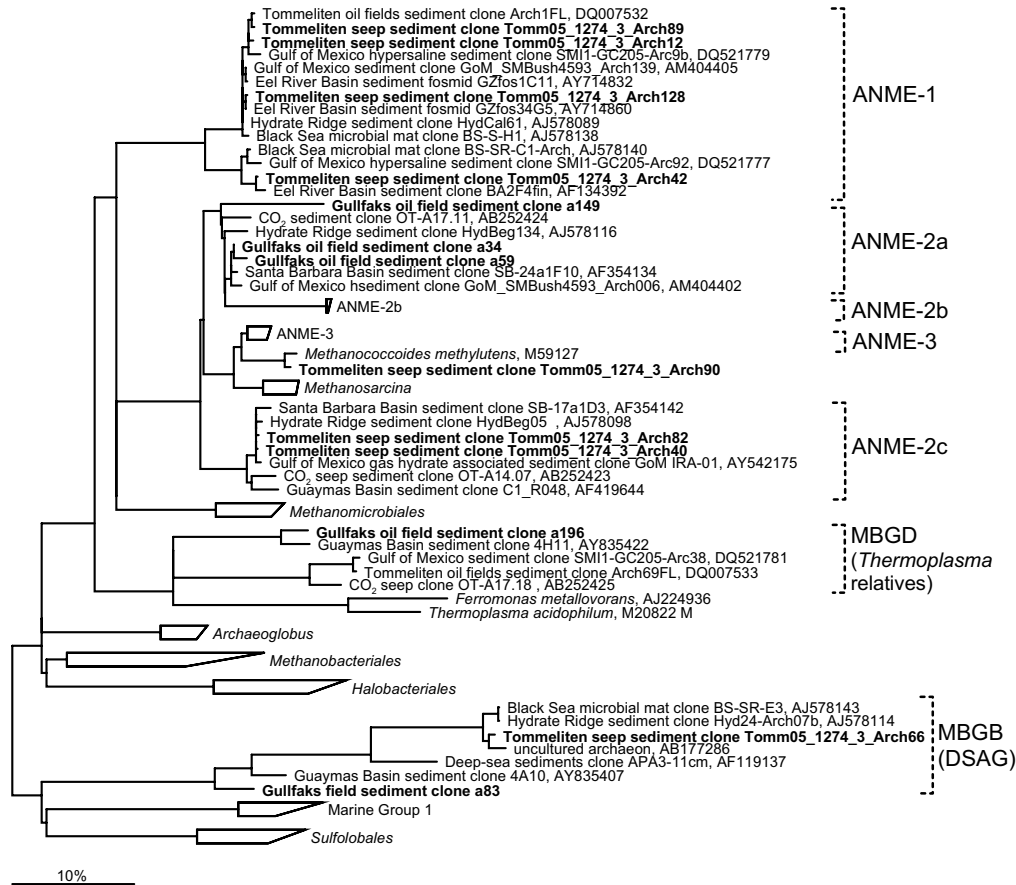 Tommeliten oil fields sediment clone Arch1FL, DQ007532
Tommeliten seep sediment clone Tomm05_1274_3_Arch89
Tommeliten seep sediment clone Tomm05_1274_3_Arch12
Gulf of Mexico hypersaline sediment clone SMI1-GC205-Arc9b, DQ521779
Gulf of Mexico sediment clone GoM_SMBush4593_Arch139, AM404405
Eel River Basin sediment fosmid GZfos1C11, AY714832
Tommeliten seep sediment clone Tomm05_1274_3_Arch128
Eel River Basin sediment fosmid GZfos34G5, AY714860
Hydrate Ridge sediment clone HydCal61, AJ578089
Black Sea microbial mat clone BS-S-H1, AJ578138
Black Sea microbial mat clone BS-SR-C1-Arch, AJ578140
Gulf of Mexico hypersaline sediment clone SMI1-GC205-Arc92, DQ521777
Tommeliten seep sediment clone Tomm05_1274_3_Arch42
Eel River Basin sediment clone BA2F4fin, AF134392
ANME-1
Gullfaks oil field sediment clone a149
CO2 sediment clone OT-A17.11, AB252424
Hydrate Ridge sediment clone HydBeg134, AJ578116
Gullfaks oil field sediment clone a34
Gullfaks oil field sediment clone a59
Santa Barbara Basin sediment clone SB-24a1F10, AF354134
Gulf of Mexico hsediment clone GoM_SMBush4593_Arch006, AM404402
ANME-2a
ANME-2b
ANME-2b
ANME-3
ANME-3
Methanococcoides methylutens, M59127
Tommeliten seep sediment clone Tomm05_1274_3_Arch90
Methanosarcina
Santa Barbara Basin sediment clone SB-17a1D3, AF354142
Hydrate Ridge sediment clone HydBeg05 , AJ578098
Tommeliten seep sediment clone Tomm05_1274_3_Arch82
Tommeliten seep sediment clone Tomm05_1274_3_Arch40
Gulf of Mexico gas hydrate associated sediment clone GoM IRA-01, AY542175
CO2 seep sediment clone OT-A14.07, AB252423
Guaymas Basin sediment clone C1_R048, AF419644
ANME-2c
Methanomicrobiales
Gullfaks oil field sediment clone a196
Guaymas Basin sediment clone 4H11, AY835422
Gulf of Mexico sediment clone SMI1-GC205-Arc38, DQ521781
Tommeliten oil fields sediment clone Arch69FL, DQ007533
CO2 seep clone OT-A17.18 , AB252425
Ferromonas metallovorans, AJ224936
Thermoplasma acidophilum, M20822 M
MBGD
(Thermoplasma
relatives)
Archaeoglobus
Methanobacteriales
Halobacteriales
Black Sea microbial mat clone BS-SR-E3, AJ578143
Hydrate Ridge sediment clone Hyd24-Arch07b, AJ578114
Tommeliten seep sediment clone Tomm05_1274_3_Arch66
uncultured archaeon, AB177286
Deep-sea sediments clone APA3-11cm, AF119137
Guaymas Basin sediment clone 4A10, AY835407
Gullfaks field sediment clone a83
MBGB
(DSAG)
Marine Group 1
Sulfolobales
10%